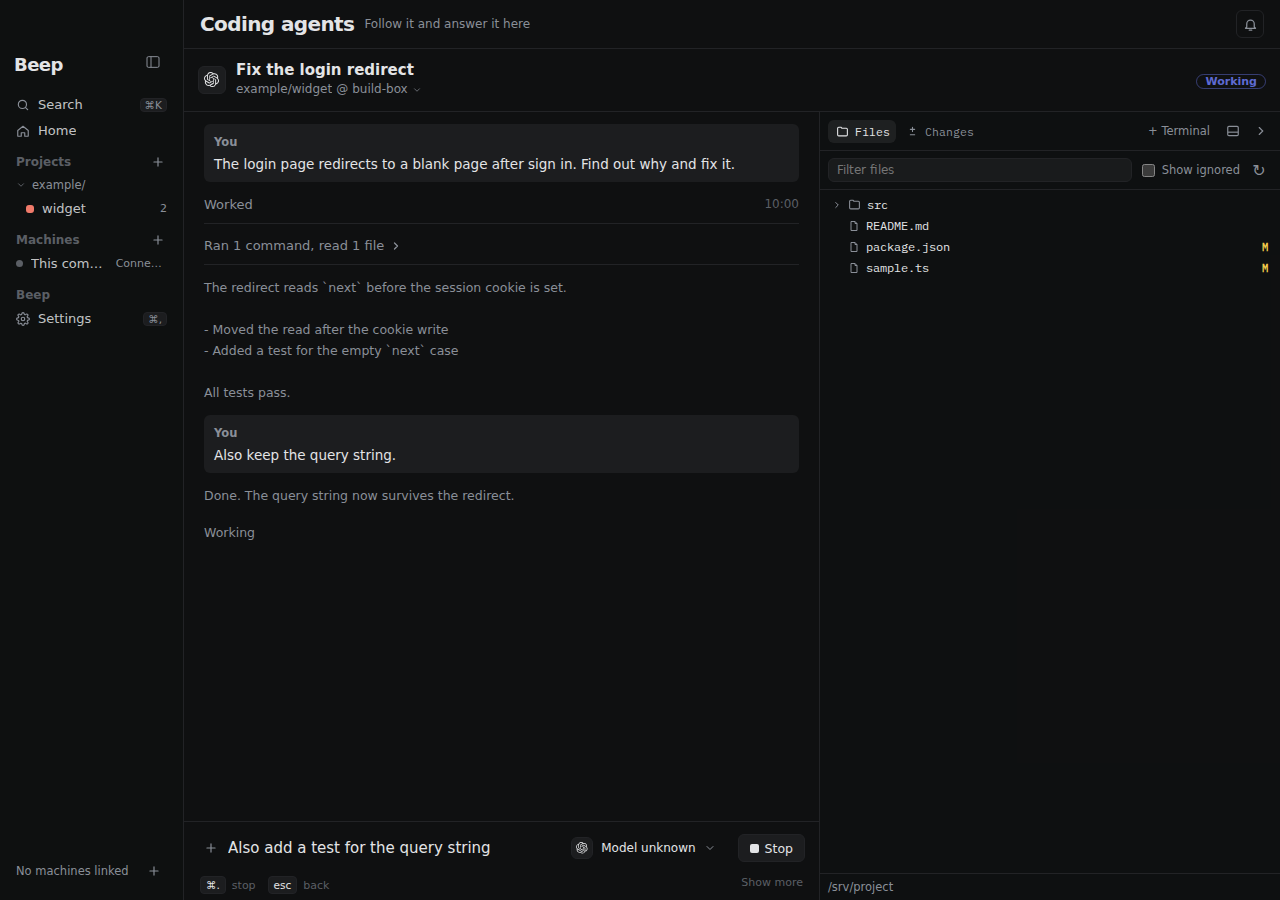 Coding agents Follow it and answer it here
Beep
Search ⌘K
Home
Projects
example/
widget 2
Machines
This com... Conne...
Beep
Settings ⌘,
No machines linked
Fix the login redirect
example/widget @ build-box
Working
You
The login page redirects to a blank page after sign in. Find out why and fix it.
Worked 10:00
Ran 1 command, read 1 file
The redirect reads `next` before the session cookie is set.
- Moved the read after the cookie write
- Added a test for the empty `next` case
All tests pass.
You
Also keep the query string.
Done. The query string now survives the redirect.
Working
Also add a test for the query string
Model unknown
Stop
⌘. stop esc back
Show more
Files ± Changes + Terminal
Filter files Show ignored
src
README.md
package.json M
sample.ts M
/srv/project